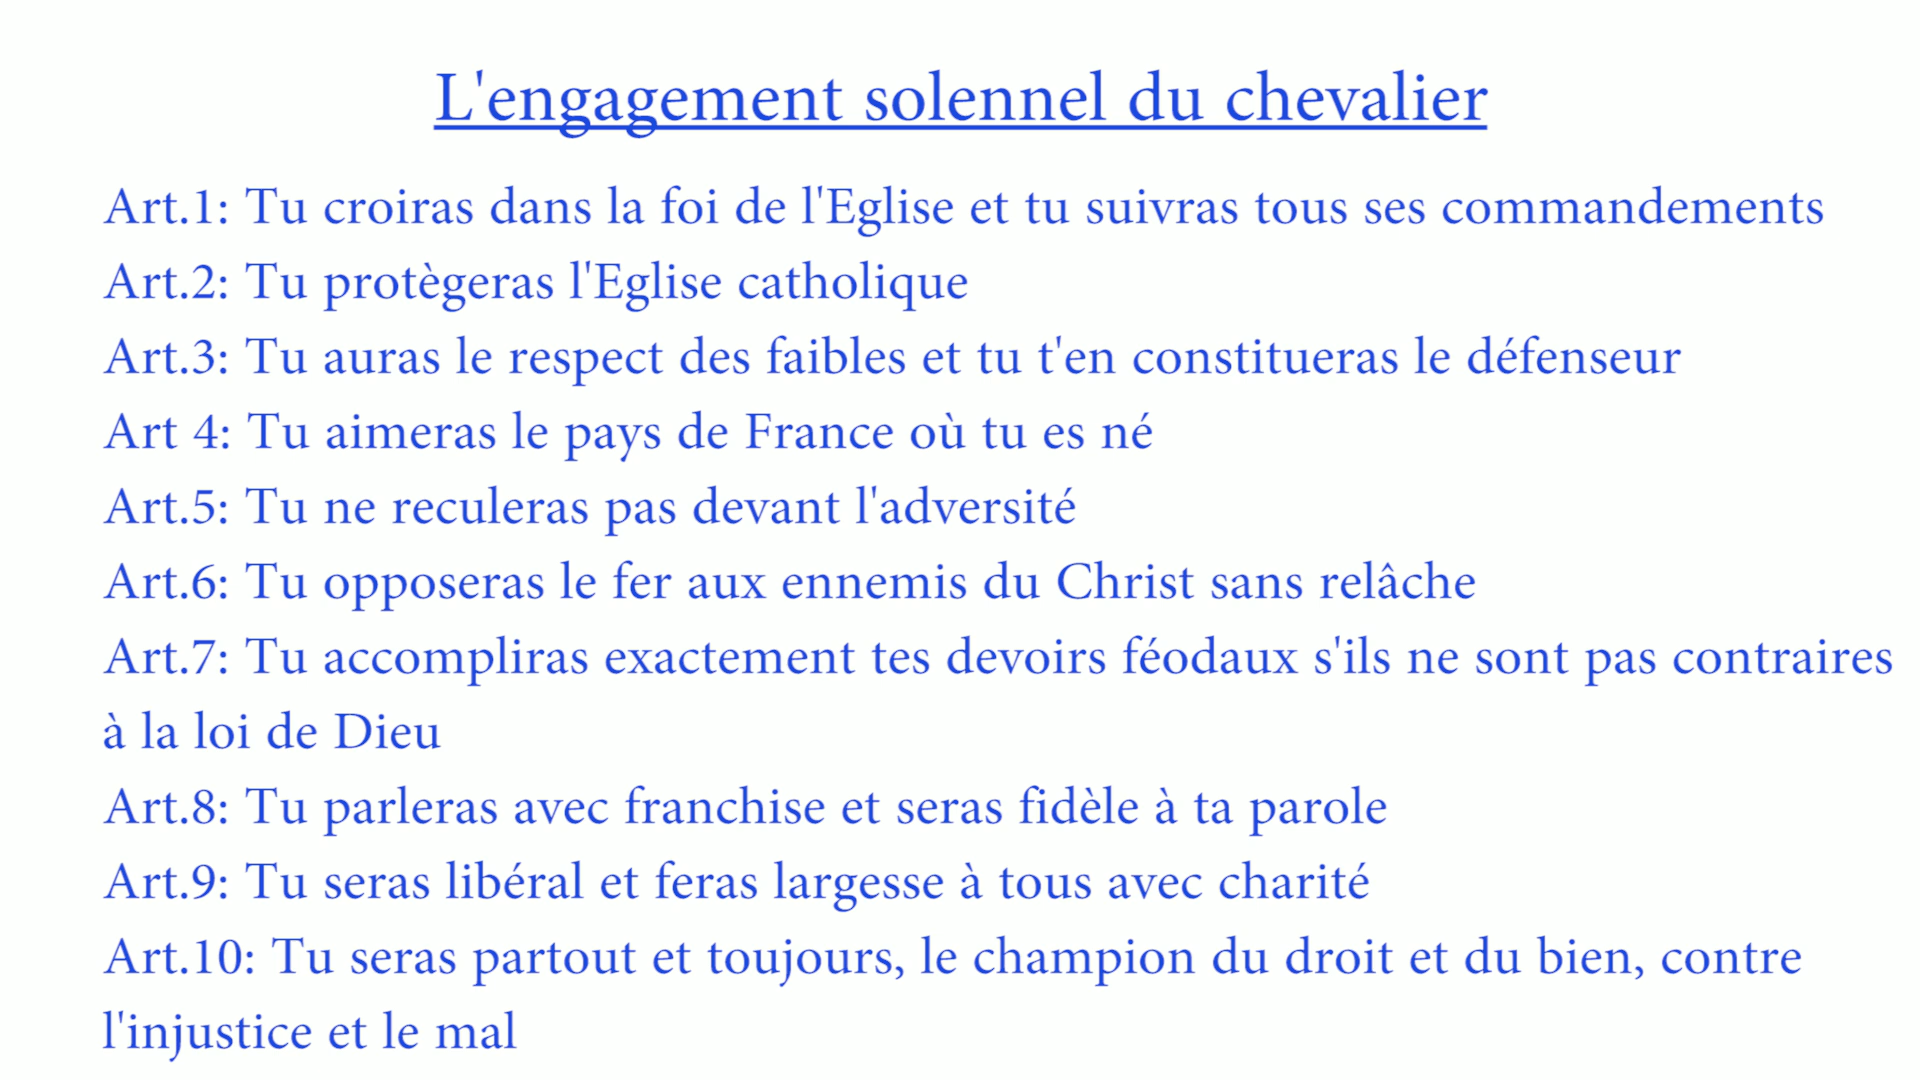 L'engagement solennel du chevalier
Art.1: Tu croiras dans la foi de l'Eglise et tu suivras tous ses commandements
Art.2: Tu protègeras l'Eglise catholique
Art.3: Tu auras le respect des faibles et tu t'en constitueras le défenseur
Art 4: Tu aimeras le pays de France où tu es né
Art.5: Tu ne reculeras pas devant l'adversité
Art.6: Tu opposeras le fer aux ennemis du Christ sans relâche
Art.7: Tu accompliras exactement tes devoirs féodaux s'ils ne sont pas contraires
à la loi de Dieu
Art.8: Tu parleras avec franchise et seras fidèle à ta parole
Art.9: Tu seras libéral et feras largesse à tous avec charité
Art.10: Tu seras partout et toujours, le champion du droit et du bien, contre
l'injustice et le mal